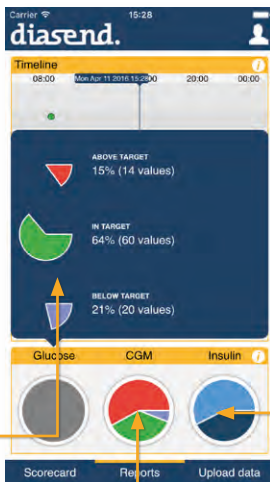 Carrier 15:28
diasend.
Timeline
08:00 Mon Apr 11 2016 15:28 20:00 00:00
ABOVE TARGET
15% (14 values)
IN TARGET
64% (60 values)
BELOW TARGET
21% (20 values)
Glucose CGM Insulin
Scorecard Reports Upload data